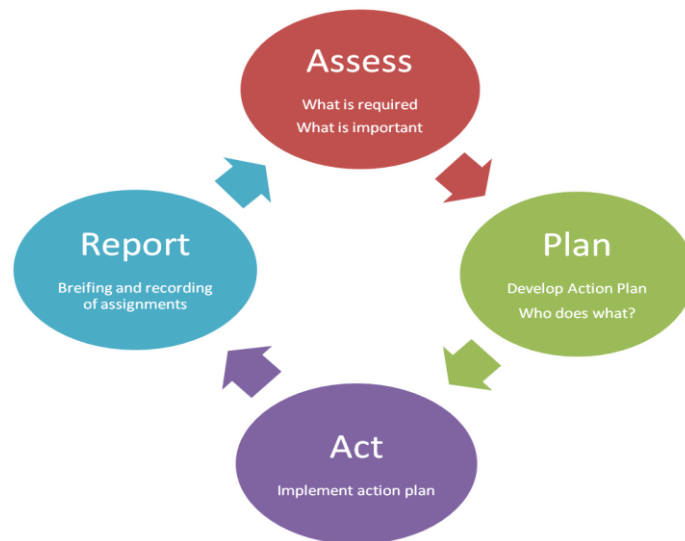 Assess
What is required
What is important
Plan
Develop Action Plan
Who does what?
Act
Implement action plan
Report
Breifing and recording
of assignments